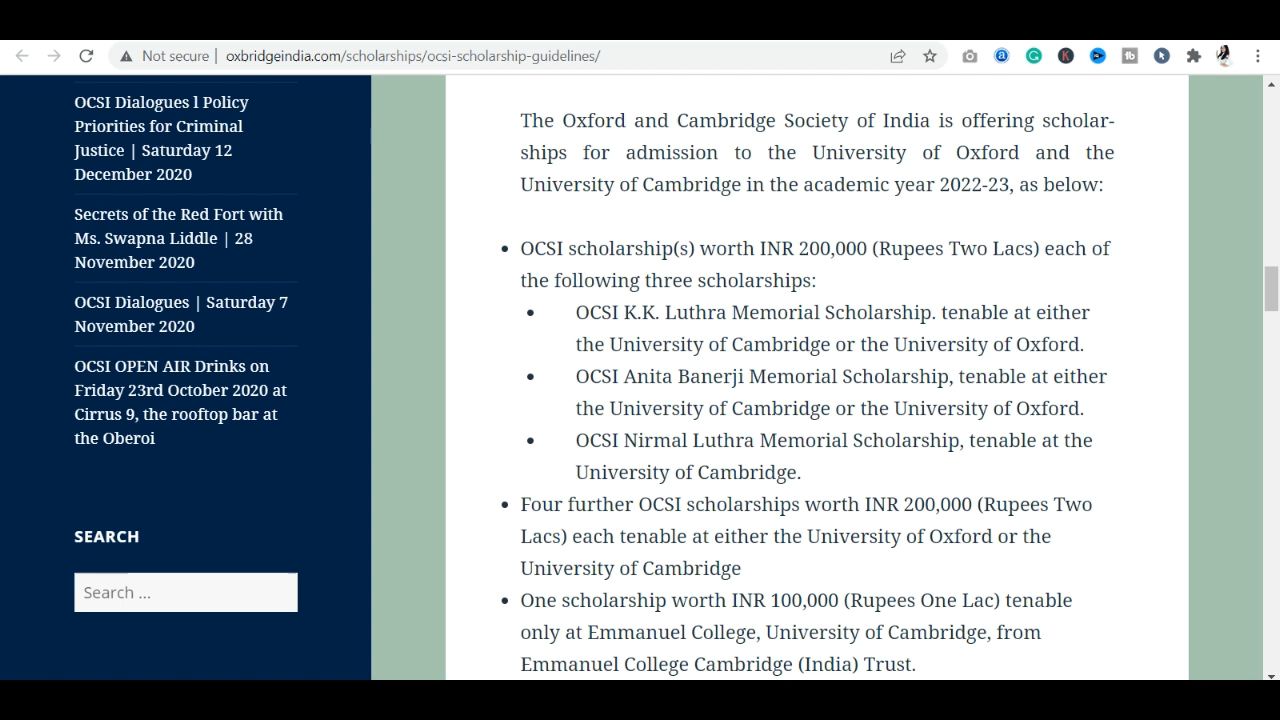 Not secure | oxbridgeindia.com/scholarships/ocsi-scholarship-guidelines/
OCSI Dialogues l Policy
Priorities for Criminal
Justice | Saturday 12
December 2020
Secrets of the Red Fort with
Ms. Swapna Liddle | 28
November 2020
OCSI Dialogues | Saturday 7
November 2020
OCSI OPEN AIR Drinks on
Friday 23rd October 2020 at
Cirrus 9, the rooftop bar at
the Oberoi
SEARCH
Search ...
The Oxford and Cambridge Society of India is offering scholar-
ships for admission to the University of Oxford and the
University of Cambridge in the academic year 2022-23, as below:
• OCSI scholarship(s) worth INR 200,000 (Rupees Two Lacs) each of
the following three scholarships:
• OCSI K.K. Luthra Memorial Scholarship. tenable at either
the University of Cambridge or the University of Oxford.
• OCSI Anita Banerji Memorial Scholarship, tenable at either
the University of Cambridge or the University of Oxford.
• OCSI Nirmal Luthra Memorial Scholarship, tenable at the
University of Cambridge.
• Four further OCSI scholarships worth INR 200,000 (Rupees Two
Lacs) each tenable at either the University of Oxford or the
University of Cambridge
• One scholarship worth INR 100,000 (Rupees One Lac) tenable
only at Emmanuel College, University of Cambridge, from
Emmanuel College Cambridge (India) Trust.